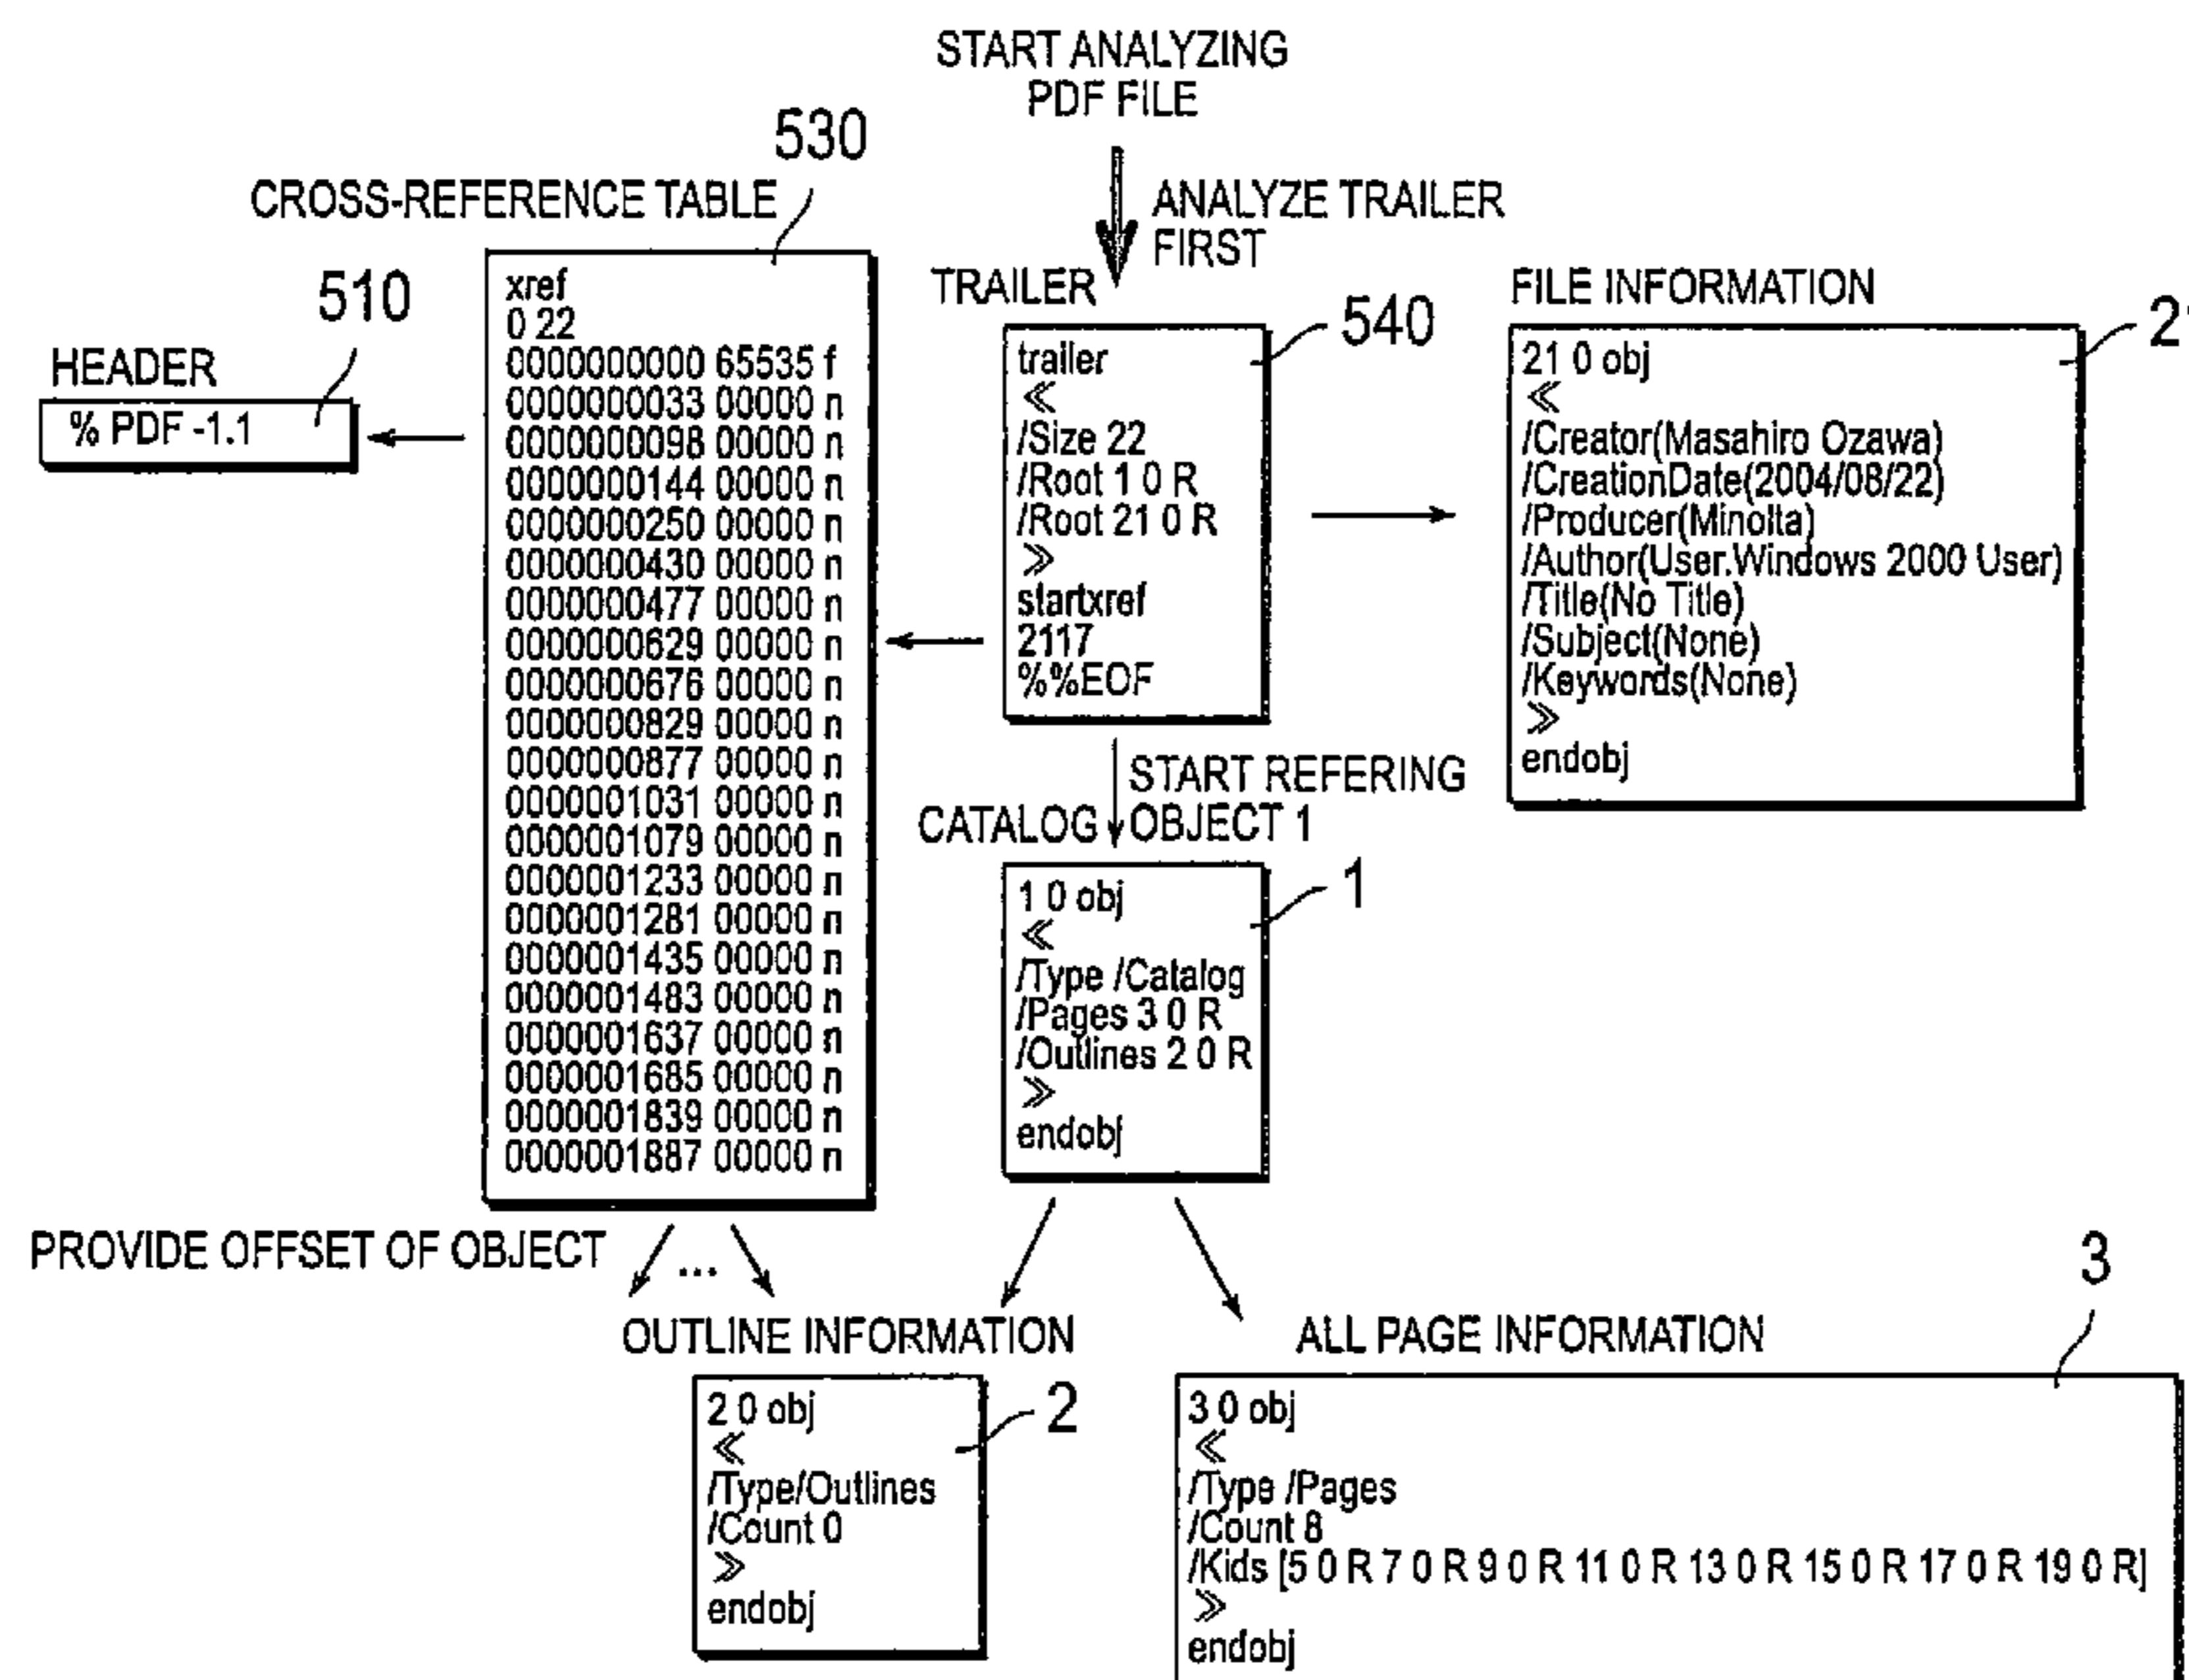 START ANALYZING
PDF FILE
ANALYZE TRAILER
FIRST
530
CROSS-REFERENCE TABLE
xref
0 22
0000000000 65535 f
0000000033 00000 n
0000000098 00000 n
0000000144 00000 n
0000000250 00000 n
0000000430 00000 n
0000000477 00000 n
0000000629 00000 n
0000000676 00000 n
0000000829 00000 n
0000000877 00000 n
0000001031 00000 n
0000001079 00000 n
0000001233 00000 n
0000001281 00000 n
0000001435 00000 n
0000001483 00000 n
0000001637 00000 n
0000001685 00000 n
0000001839 00000 n
0000001887 00000 n
510
HEADER
% PDF -1.1
TRAILER
540
trailer
≪
/Size 22
/Root 1 0 R
/Root 21 0 R
≫
startxref
2117
%%EOF
FILE INFORMATION
21 0 obj
≪
/Creator(Masahiro Ozawa)
/CreationDate(2004/08/22)
/Producer(Minolta)
/Author(User.Windows 2000 User)
/Title(No Title)
/Subject(None)
/Keywords(None)
≫
endobj
START REFERING
OBJECT 1
CATALOG
1
1 0 obj
≪
/Type /Catalog
/Pages 3 0 R
/Outlines 2 0 R
≫
endobj
PROVIDE OFFSET OF OBJECT
...
OUTLINE INFORMATION
2
2 0 obj
≪
/Type/Outlines
/Count 0
≫
endobj
ALL PAGE INFORMATION
3
3 0 obj
≪
/Type /Pages
/Count 8
/Kids [5 0 R 7 0 R 9 0 R 11 0 R 13 0 R 15 0 R 17 0 R 19 0 R]
≫
endobj